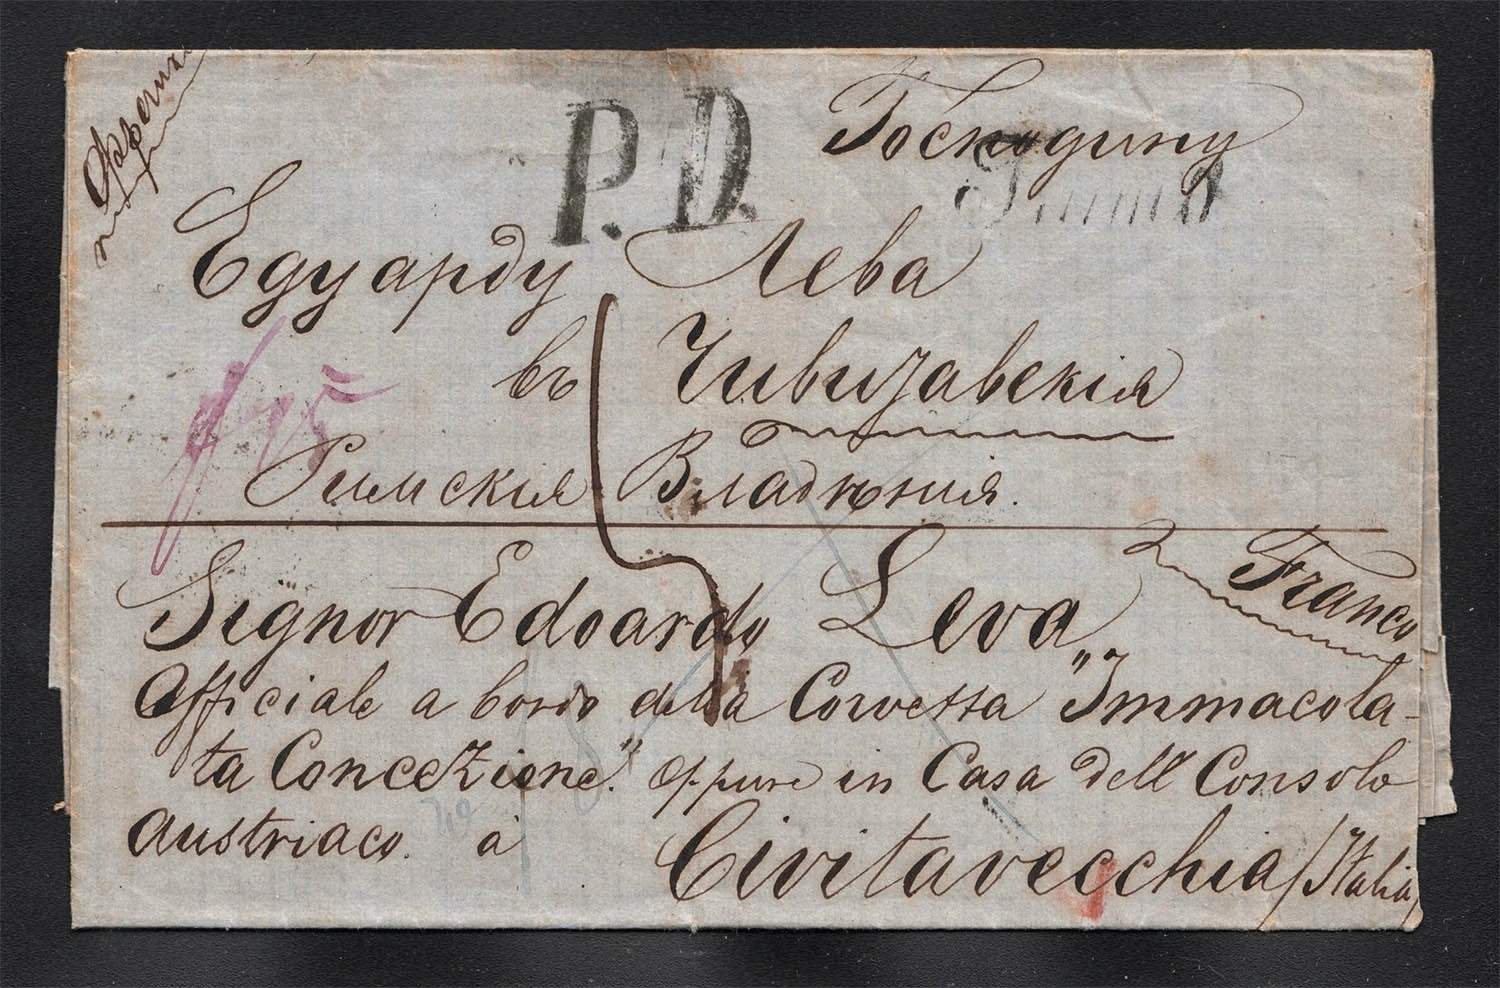 P. D.
Господину
Едуарду Лева
въ Чивизавекія
Римскія Владѣнія.
Franco
Signor Edoardo Leva
Officiale a bordo della Corvetta „Immacola-
ta Concezione" oppure in Casa dell Consolo
austriaco. à Civitavecchia /Italia/